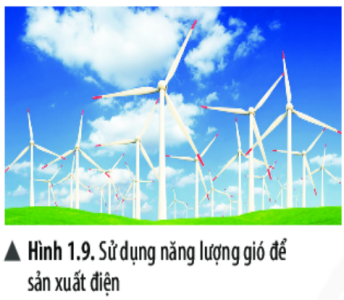 ▲ Hình 1.9. Sử dụng năng lượng gió để
sản xuất điện